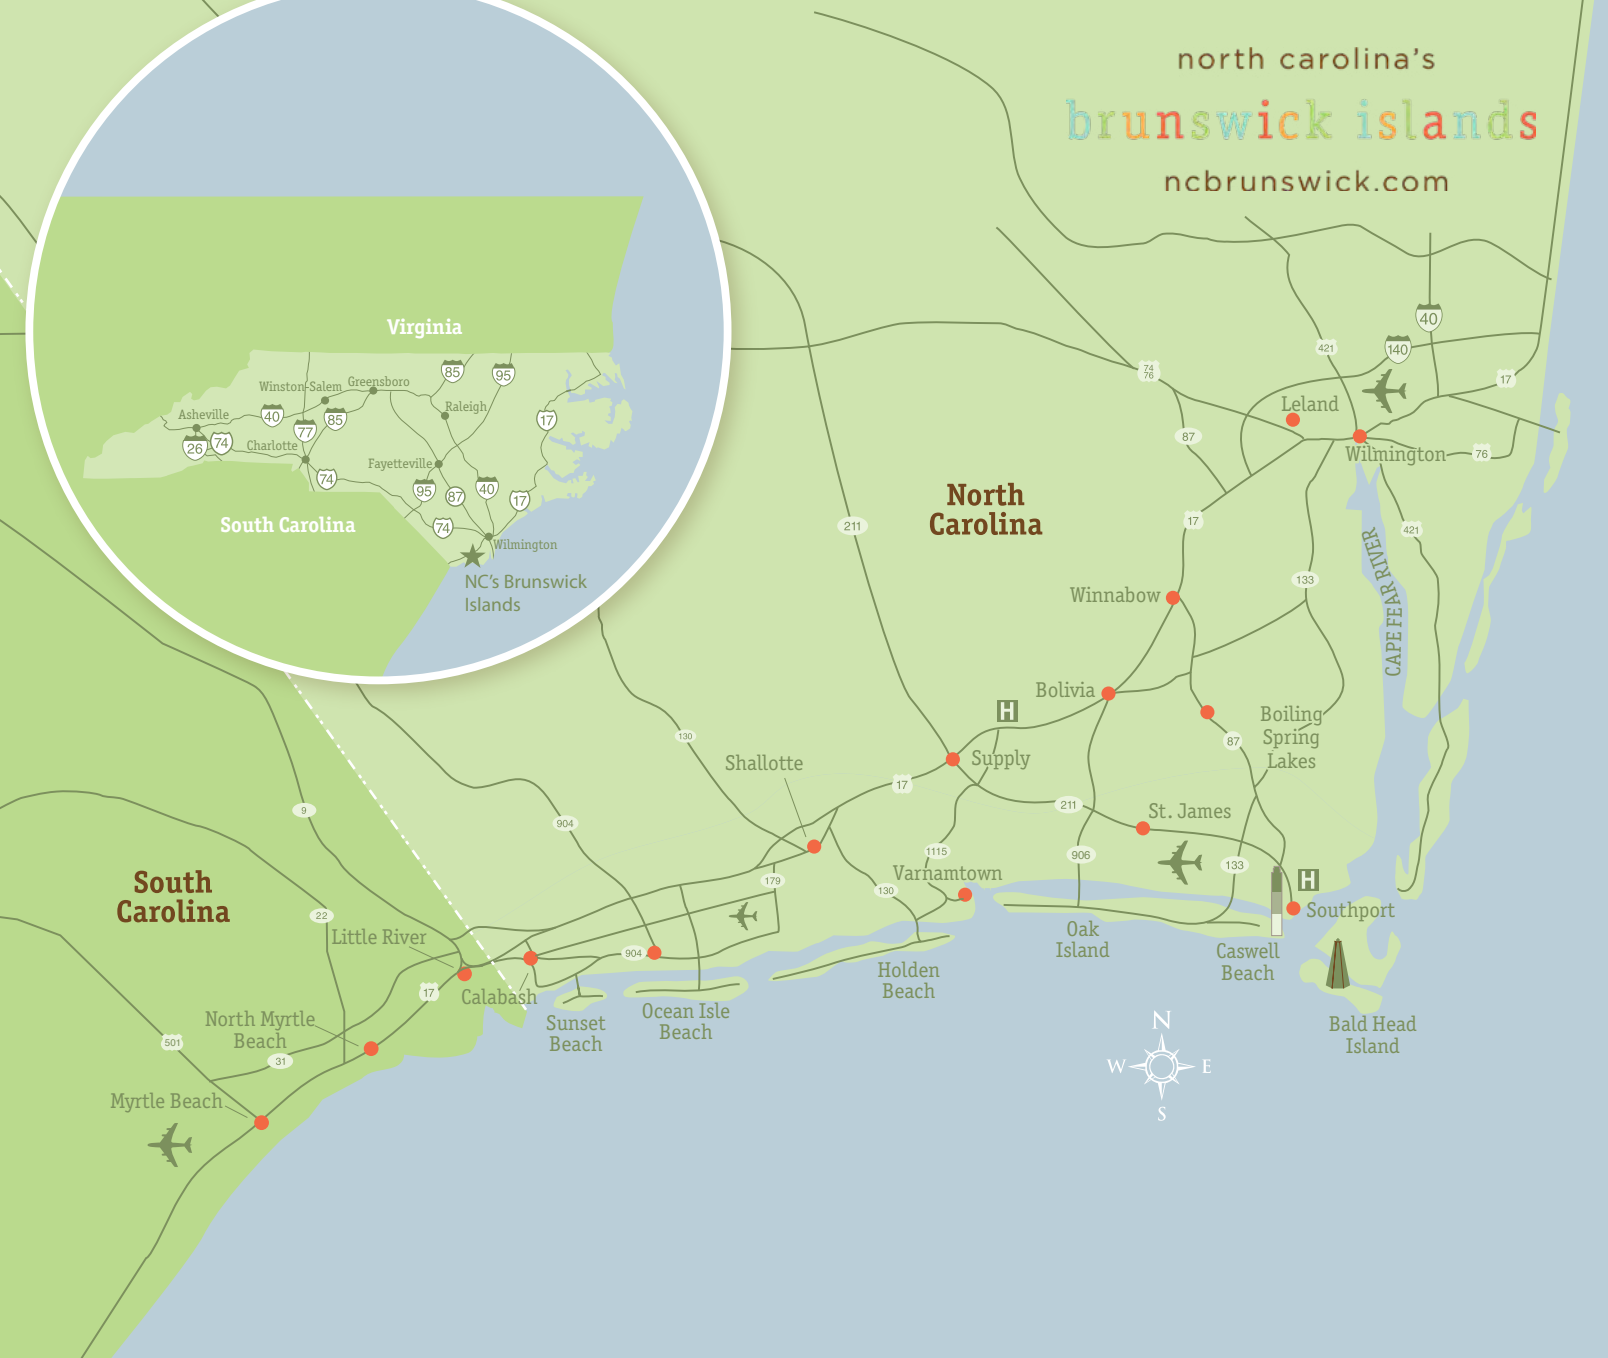 north carolina's
brunswick islands
ncbrunswick.com
Virginia
85
95
Winston-Salem
Greensboro
Asheville
40
85
Raleigh
17
77
26
74
Charlotte
Fayetteville
74
95
87
40
17
South Carolina
74
Wilmington
NC's Brunswick
Islands
40
421
140
74
76
17
Leland
87
Wilmington
76
North
Carolina
211
17
421
CAPE FEAR RIVER
133
Winnabow
Bolivia
H
130
Boiling
Spring
Lakes
87
Shallotte
Supply
17
211
St. James
9
904
1115
906
133
Varnamtown
179
130
H
South
Carolina
22
Southport
Little River
Oak
Island
904
Caswell
Beach
Holden
Beach
17
Calabash
Ocean Isle
Beach
Sunset
Beach
North Myrtle
Beach
Bald Head
Island
501
31
N
W
E
S
Myrtle Beach